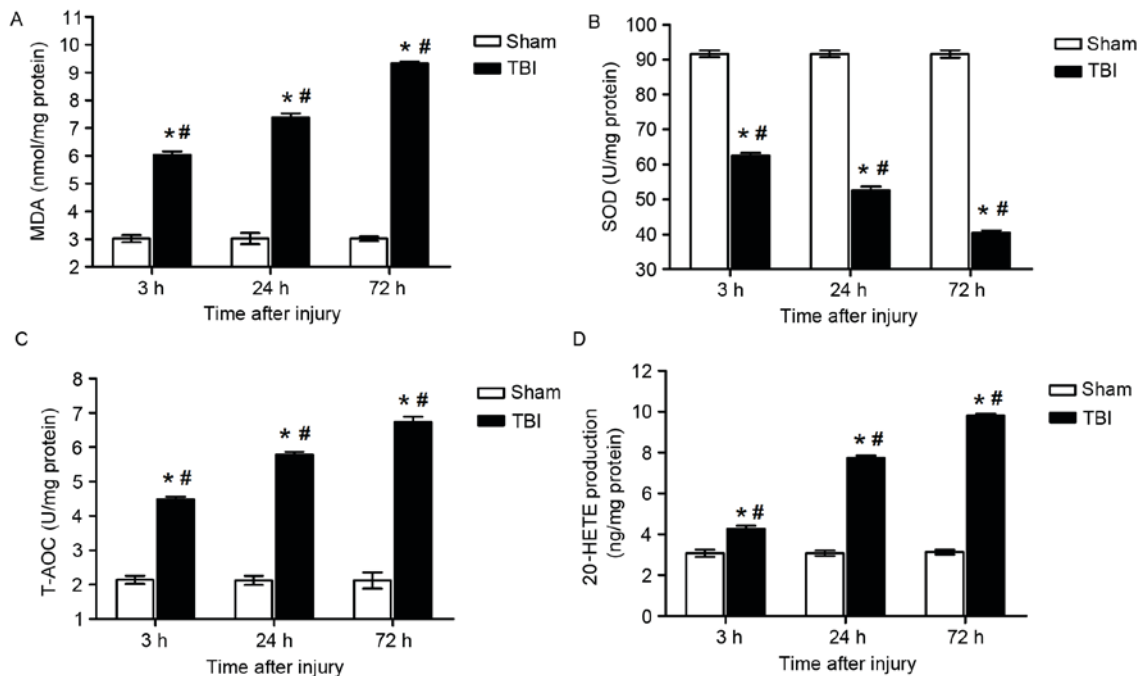 A
MDA (nmol/mg protein)
11
10
9
8
7
6
5
4
3
2
* #
* #
* #
Sham
TBI
3 h 24 h 72 h
Time after injury
B
SOD (U/mg protein)
100
90
80
70
60
50
40
30
* #
* #
* #
Sham
TBI
3 h 24 h 72 h
Time after injury
C
T-AOC (U/mg protein)
8
7
6
5
4
3
2
1
* #
* #
* #
Sham
TBI
3 h 24 h 72 h
Time after injury
D
20-HETE production
(ng/mg protein)
12
10
8
6
4
2
0
* #
* #
* #
Sham
TBI
3 h 24 h 72 h
Time after injury